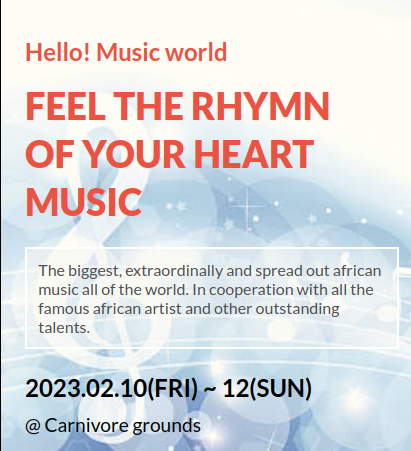 Hello! Music world
FEEL THE RHYMN
OF YOUR HEART
MUSIC
The biggest, extraordinally and spread out african
music all of the world. In cooperation with all the
famous african artist and other outstanding
talents.
2023.02.10(FRI) ~ 12(SUN)
@ Carnivore grounds